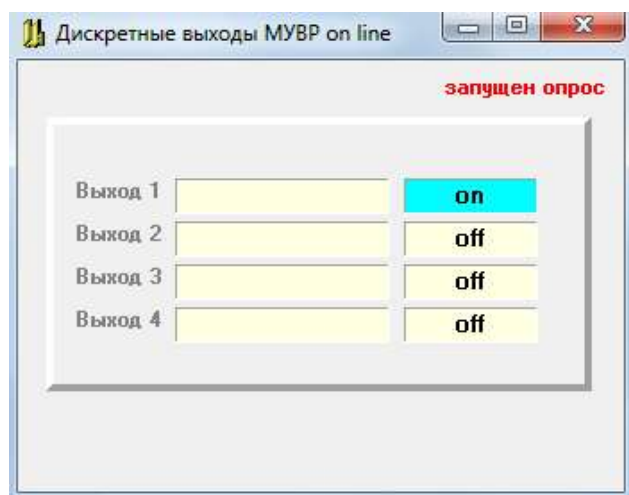 Дискретные выходы МУВР on line
запущен опрос
Выход 1 on
Выход 2 off
Выход 3 off
Выход 4 off